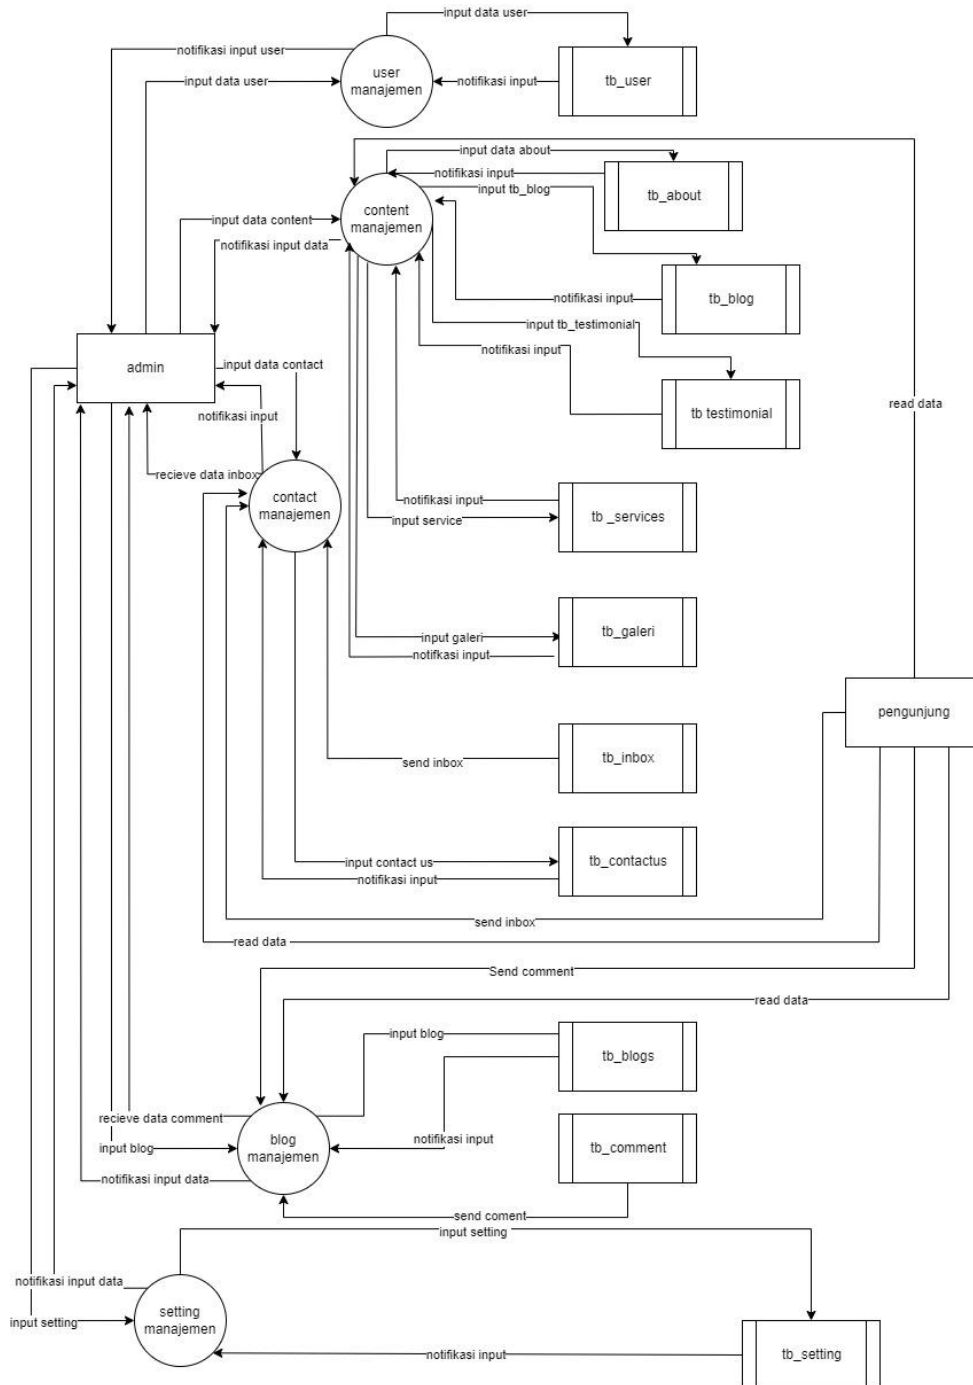 input data user
notifikasi input user
user
manajemen
input data user
notifikasi input
tb_user
input data about
notifikasi input
input tb_blog
tb_about
content
manajemen
input data content
notifikasi input data
notifikasi input
tb_blog
input tb_testimonial
notifikasi input
admin
input data contact
tb testimonial
read data
notifikasi input
recieve data inbox
contact
manajemen
notifikasi input
input service
tb _services
input galeri
notifkasi input
tb_galeri
pengunjung
send inbox
tb_inbox
input contact us
notifikasi input
tb_contactus
send inbox
read data
Send comment
read data
input blog
tb_blogs
recieve data comment
input blog
blog
manajemen
notifikasi input
tb_comment
notifikasi input data
send coment
input setting
notifikasi input data
setting
manajemen
input setting
notifikasi input
tb_setting